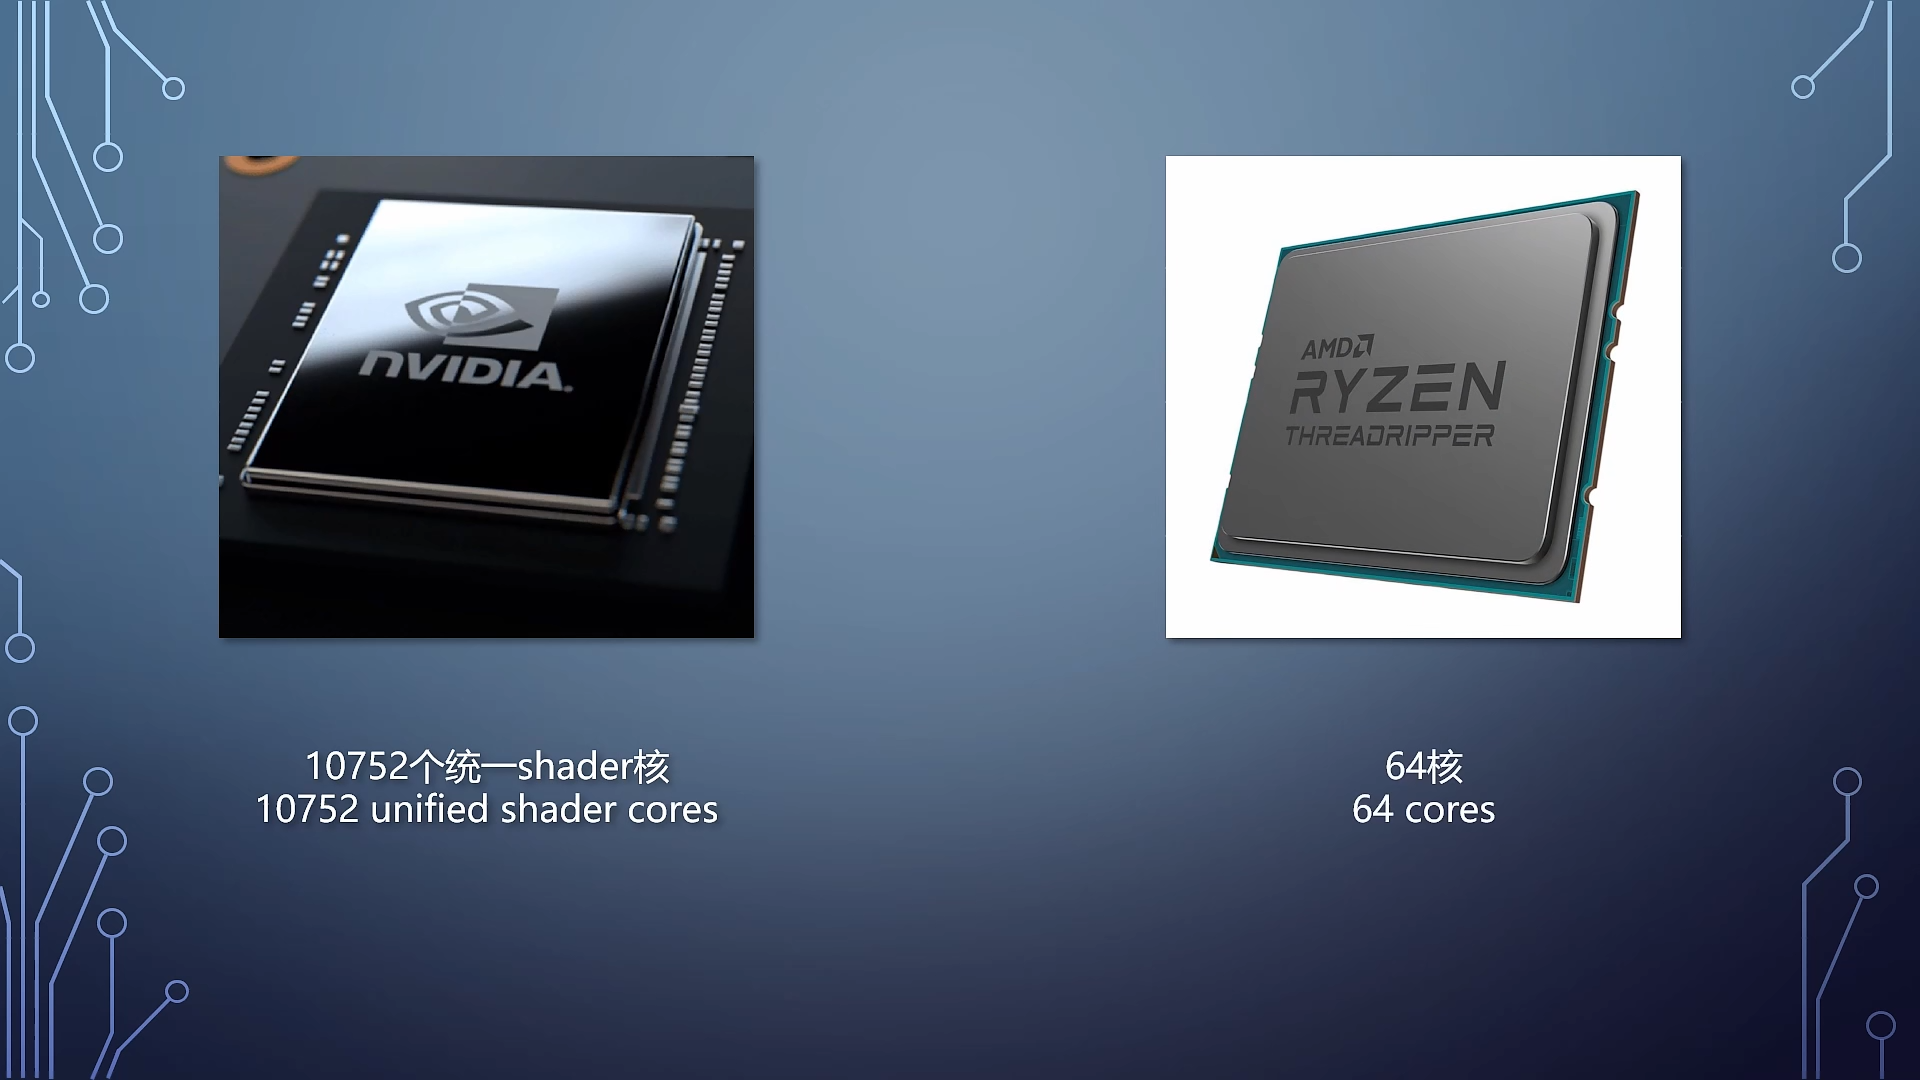 nVIDIA.
AMD
RYZEN
THREADRIPPER
10752个统一shader核
10752 unified shader cores
64核
64 cores